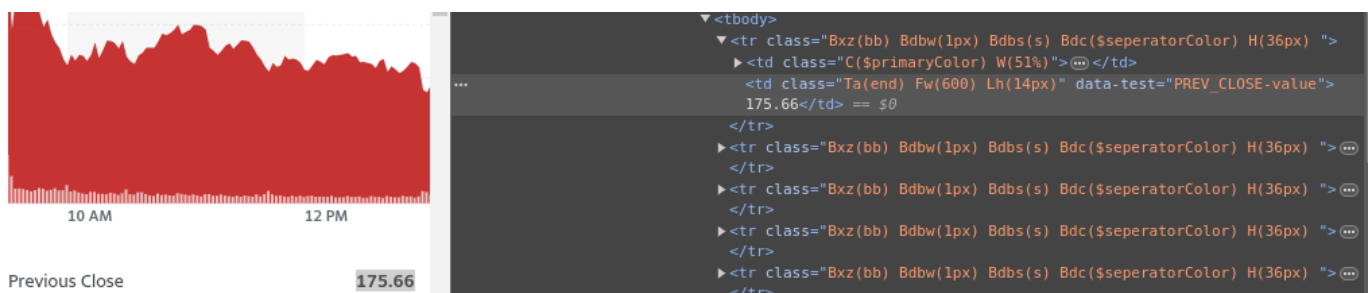 10 AM
12 PM
Previous Close 175.66
<tbody>
<tr class="Bxz(bb) Bdbw(1px) Bdbs(s) Bdc($seperatorColor) H(36px) ">
<td class="C($primaryColor) W(51%)">…</td>
<td class="Ta(end) Fw(600) Lh(14px)" data-test="PREV_CLOSE-value">
175.66</td> == $0
</tr>
<tr class="Bxz(bb) Bdbw(1px) Bdbs(s) Bdc($seperatorColor) H(36px) ">…
</tr>
<tr class="Bxz(bb) Bdbw(1px) Bdbs(s) Bdc($seperatorColor) H(36px) ">…
</tr>
<tr class="Bxz(bb) Bdbw(1px) Bdbs(s) Bdc($seperatorColor) H(36px) ">…
</tr>
<tr class="Bxz(bb) Bdbw(1px) Bdbs(s) Bdc($seperatorColor) H(36px) ">…